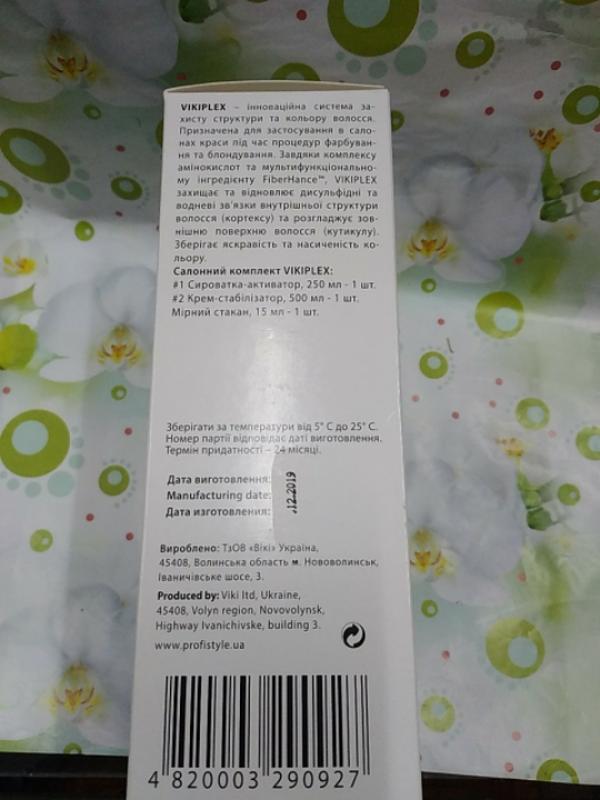 VIKIPLEX – інноваційна система за-
хисту структури та кольору волосся.
Призначена для застосування в сало-
нах краси під час процедур фарбуван-
ня та блондування. Завдяки комплексу
амінокислот та мультифункціонально-
му інгредієнту FiberHance™, VIKIPLEX
захищає та відновлює дисульфідні та
водневі зв'язки внутрішньої структури
волосся (кортексу) та розгладжує зов-
нішню поверхню волосся (кутикулу).
Зберігає яскравість та насиченість ко-
льору.
Салонний комплект VIKIPLEX:
#1 Сироватка-активатор, 250 мл - 1 шт.
#2 Крем-стабілізатор, 500 мл - 1 шт.
Мірний стакан, 15 мл - 1 шт.
Зберігати за температури від 5° С до 25° С.
Номер партії відповідає даті виготовлення.
Термін придатності – 24 місяці.
Дата виготовлення:
Manufacturing date:
Дата изготовления:
.12.2019
Вироблено: ТзОВ «Вікі» Україна,
45408, Волинська область м. Нововолинськ,
Іваничівське шосе, 3.
Produced by: Viki ltd, Ukraine,
45408, Volyn region, Novovolynsk,
Highway Ivanichivske, building 3.
www.profistyle.ua
4 820003 290927